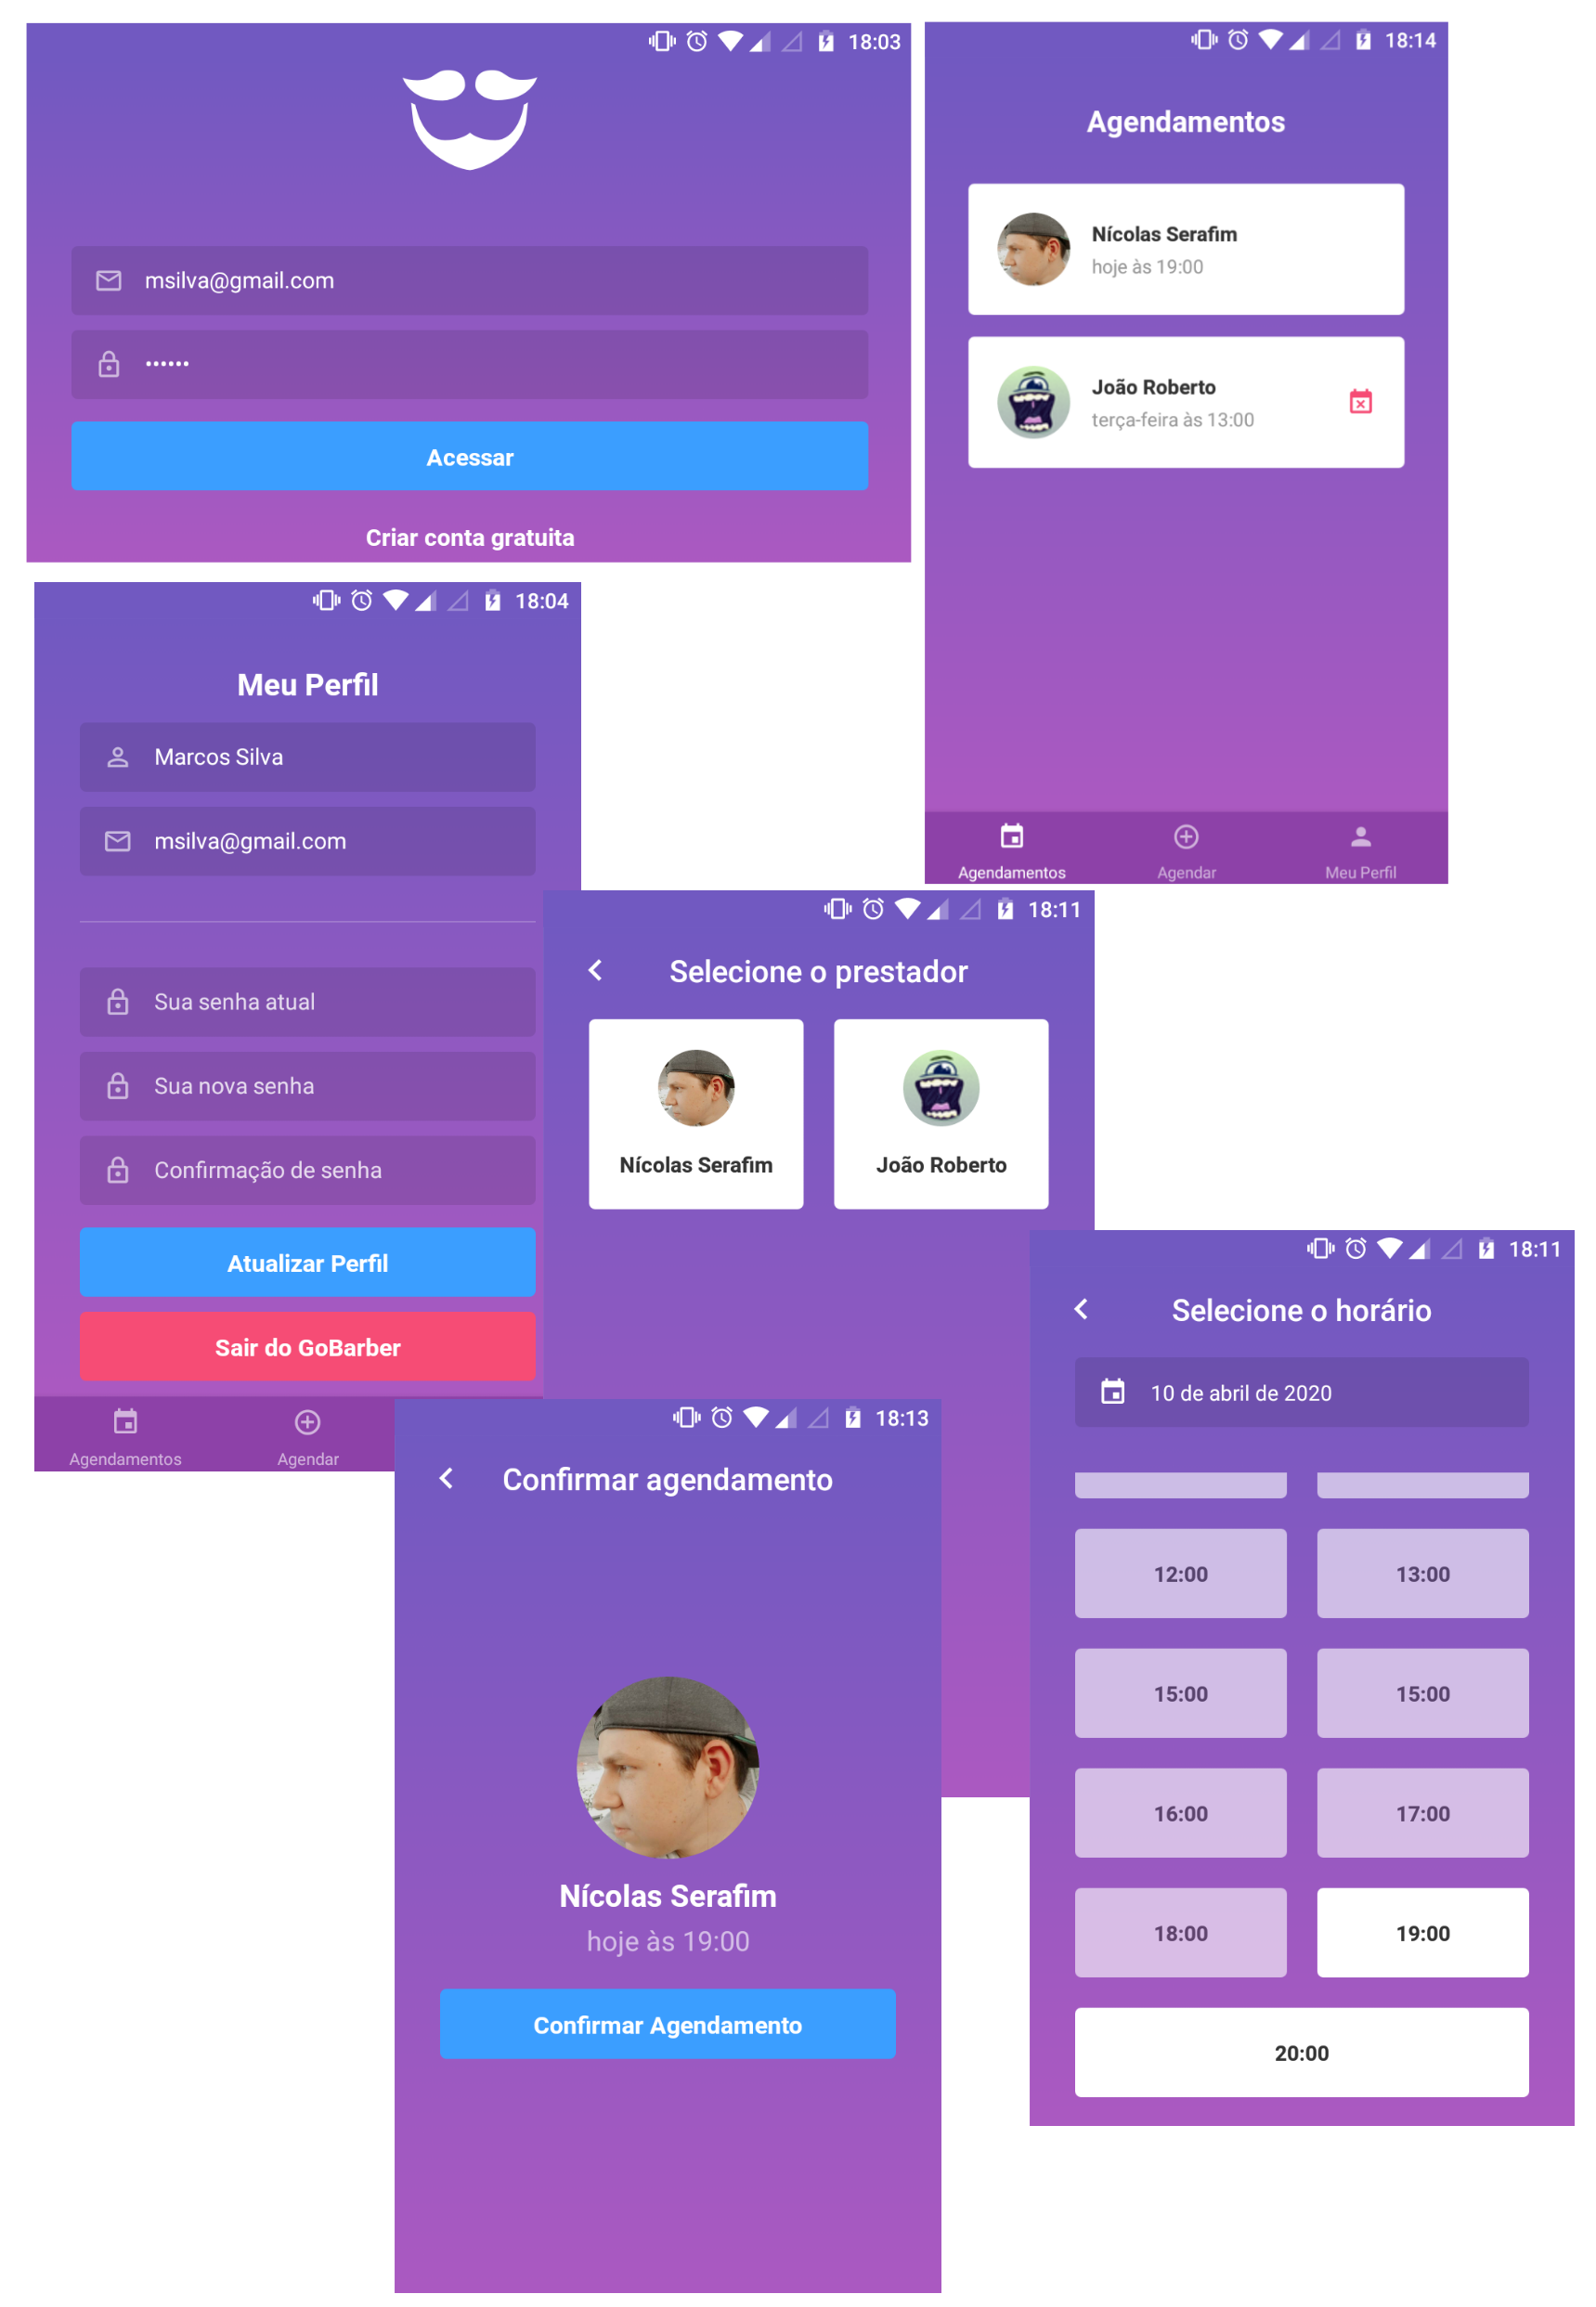 18:03
msilva@gmail.com
••••••
Acessar
Criar conta gratuita
18:14
Agendamentos
Nícolas Serafim
hoje às 19:00
João Roberto
terça-feira às 13:00
Agendamentos
Agendar
Meu Perfil
18:04
Meu Perfil
Marcos Silva
msilva@gmail.com
Sua senha atual
Sua nova senha
Confirmação de senha
Atualizar Perfil
Sair do GoBarber
Agendamentos
Agendar
18:11
Selecione o prestador
Nícolas Serafim
João Roberto
18:11
Selecione o horário
10 de abril de 2020
12:00
13:00
15:00
15:00
16:00
17:00
18:00
19:00
20:00
18:13
Confirmar agendamento
Nícolas Serafim
hoje às 19:00
Confirmar Agendamento